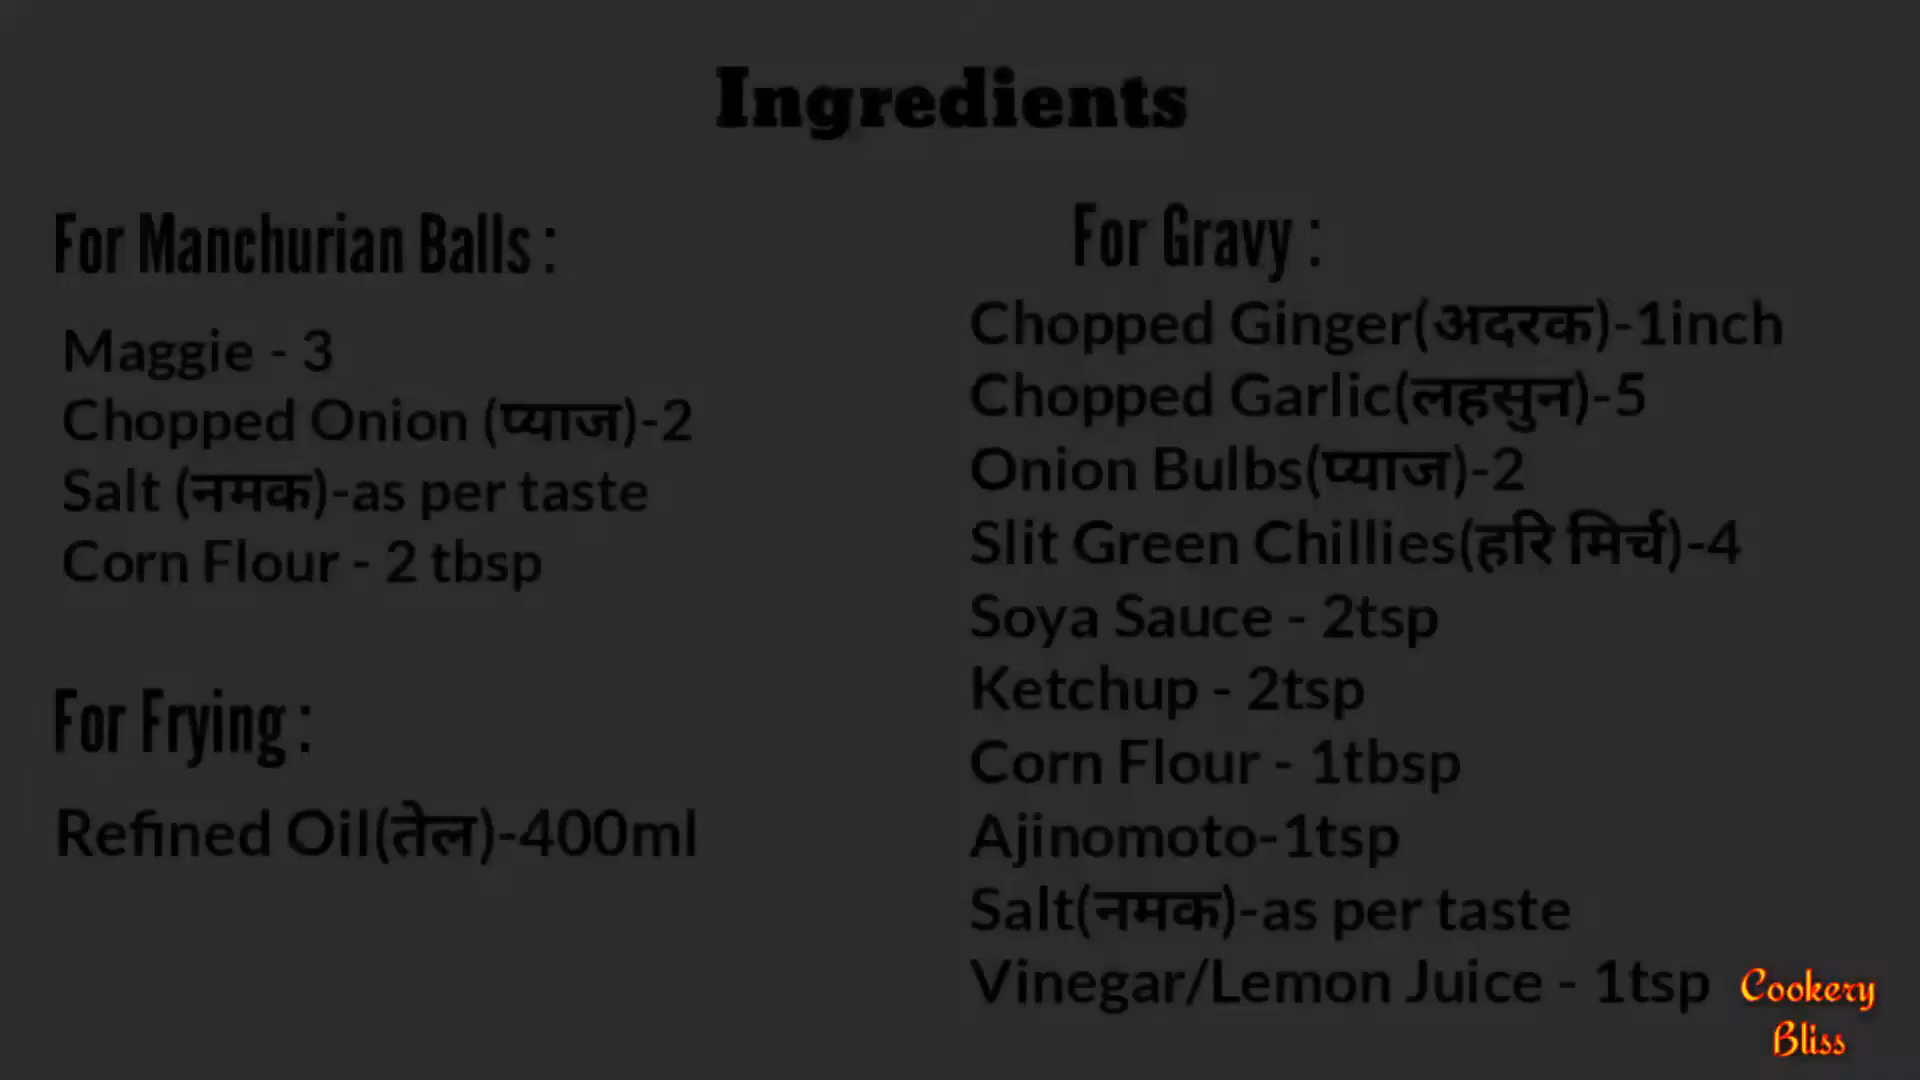 Ingredients
For Manchurian Balls :
Maggie - 3
Chopped Onion (प्याज)-2
Salt (नमक)-as per taste
Corn Flour - 2 tbsp
For Frying :
Refined Oil(तेल)-400ml
For Gravy :
Chopped Ginger(अदरक)-1inch
Chopped Garlic(लहसुन)-5
Onion Bulbs(प्याज)-2
Slit Green Chillies(हरि मिर्च)-4
Soya Sauce - 2tsp
Ketchup - 2tsp
Corn Flour - 1tbsp
Ajinomoto-1tsp
Salt(नमक)-as per taste
Vinegar/Lemon Juice - 1tsp
Cookery
Bliss